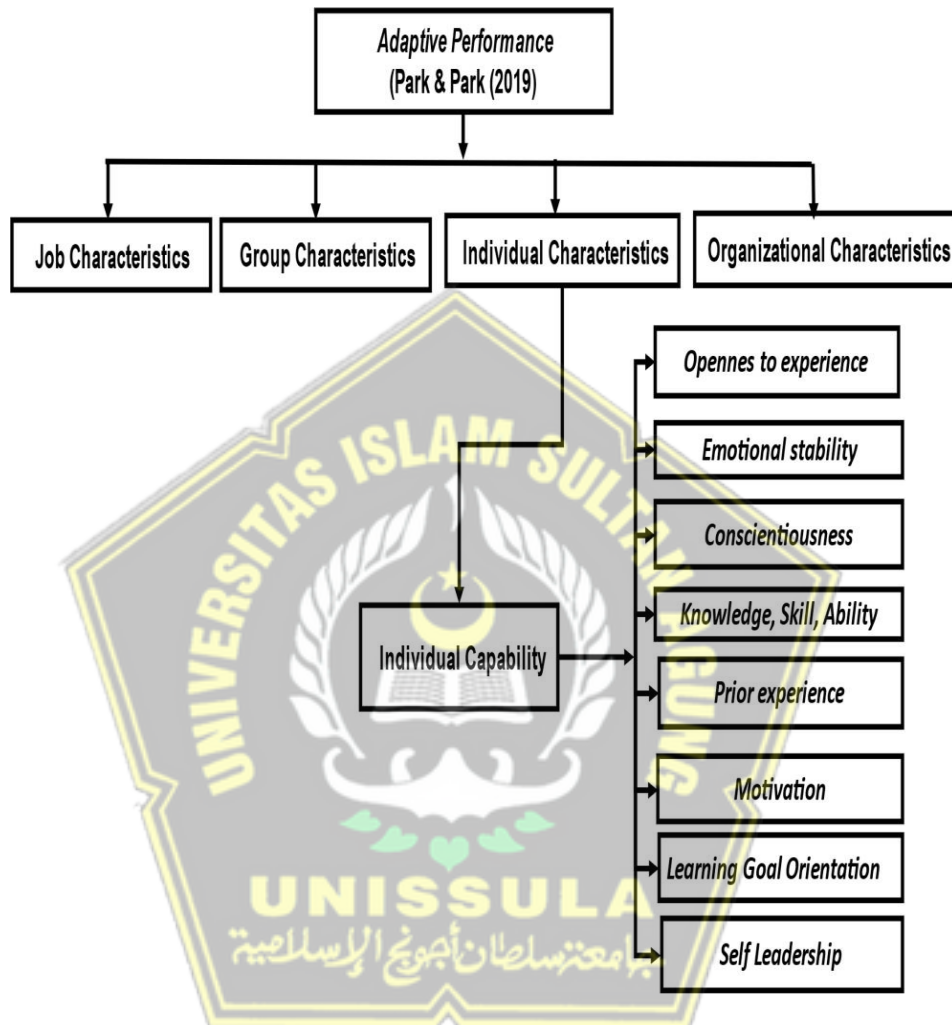 Adaptive Performance
(Park & Park (2019)
Job Characteristics
Group Characteristics
Individual Characteristics
Organizational Characteristics
Opennes to experience
Emotional stability
Conscientiousness
Knowledge, Skill, Ability
Prior experience
Motivation
Learning Goal Orientation
Self Leadership
Individual Capability
UNIVERSITAS ISLAM SULTAN AGUNG
UNISSULA
جامعة سلطان أجونج الإسلامية